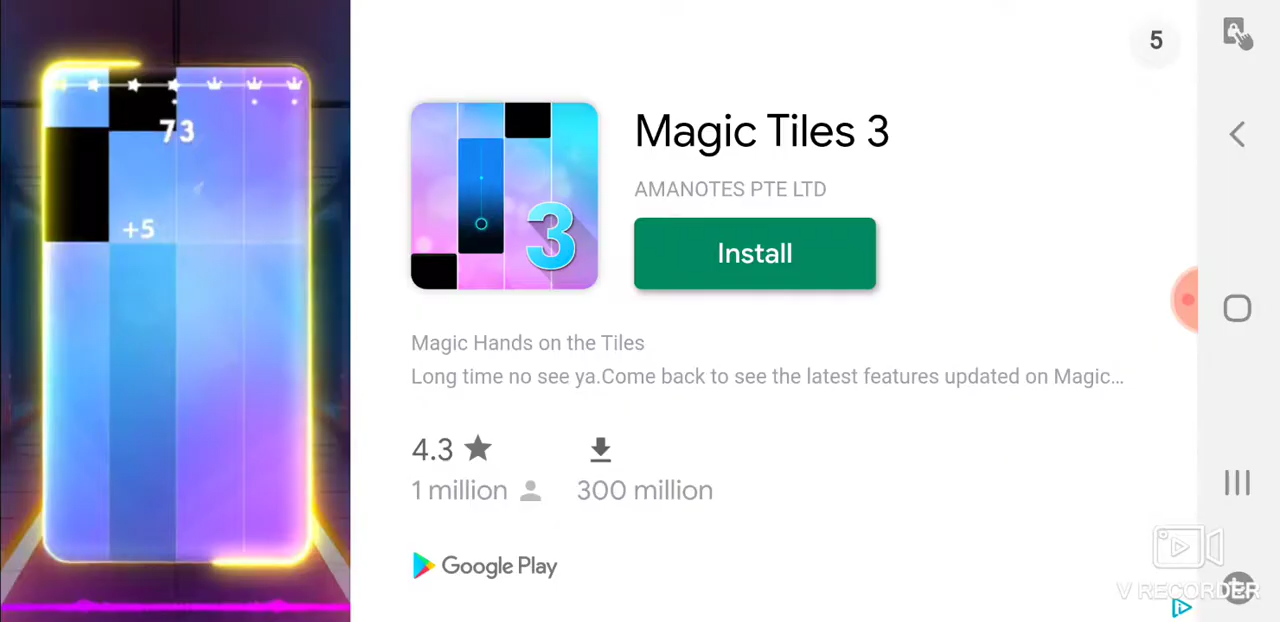 73
+5
5
3
Magic Tiles 3
AMANOTES PTE LTD
Install
Magic Hands on the Tiles
Long time no see ya.Come back to see the latest features updated on Magic...
4.3
1 million
300 million
Google Play
V RECORDER